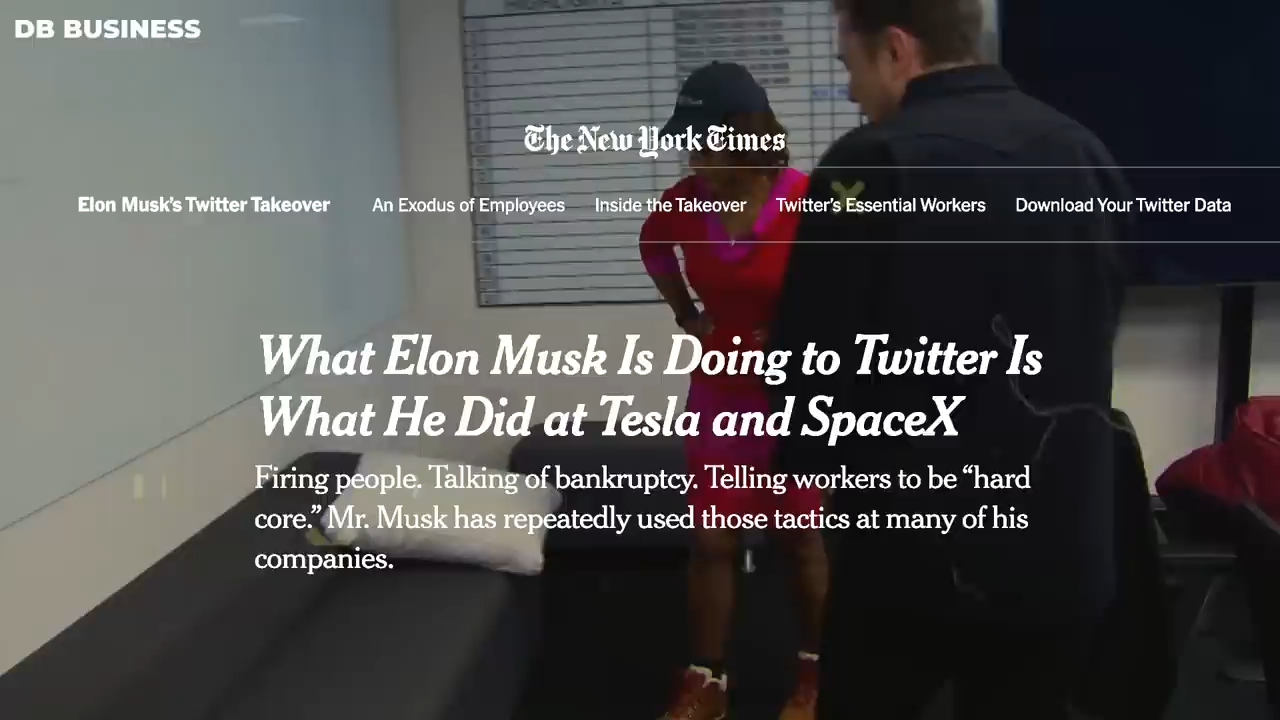 DB BUSINESS
The New York Times
Elon Musk's Twitter Takeover An Exodus of Employees Inside the Takeover Twitter's Essential Workers Download Your Twitter Data
What Elon Musk Is Doing to Twitter Is
What He Did at Tesla and SpaceX
Firing people. Talking of bankruptcy. Telling workers to be “hard
core.” Mr. Musk has repeatedly used those tactics at many of his
companies.